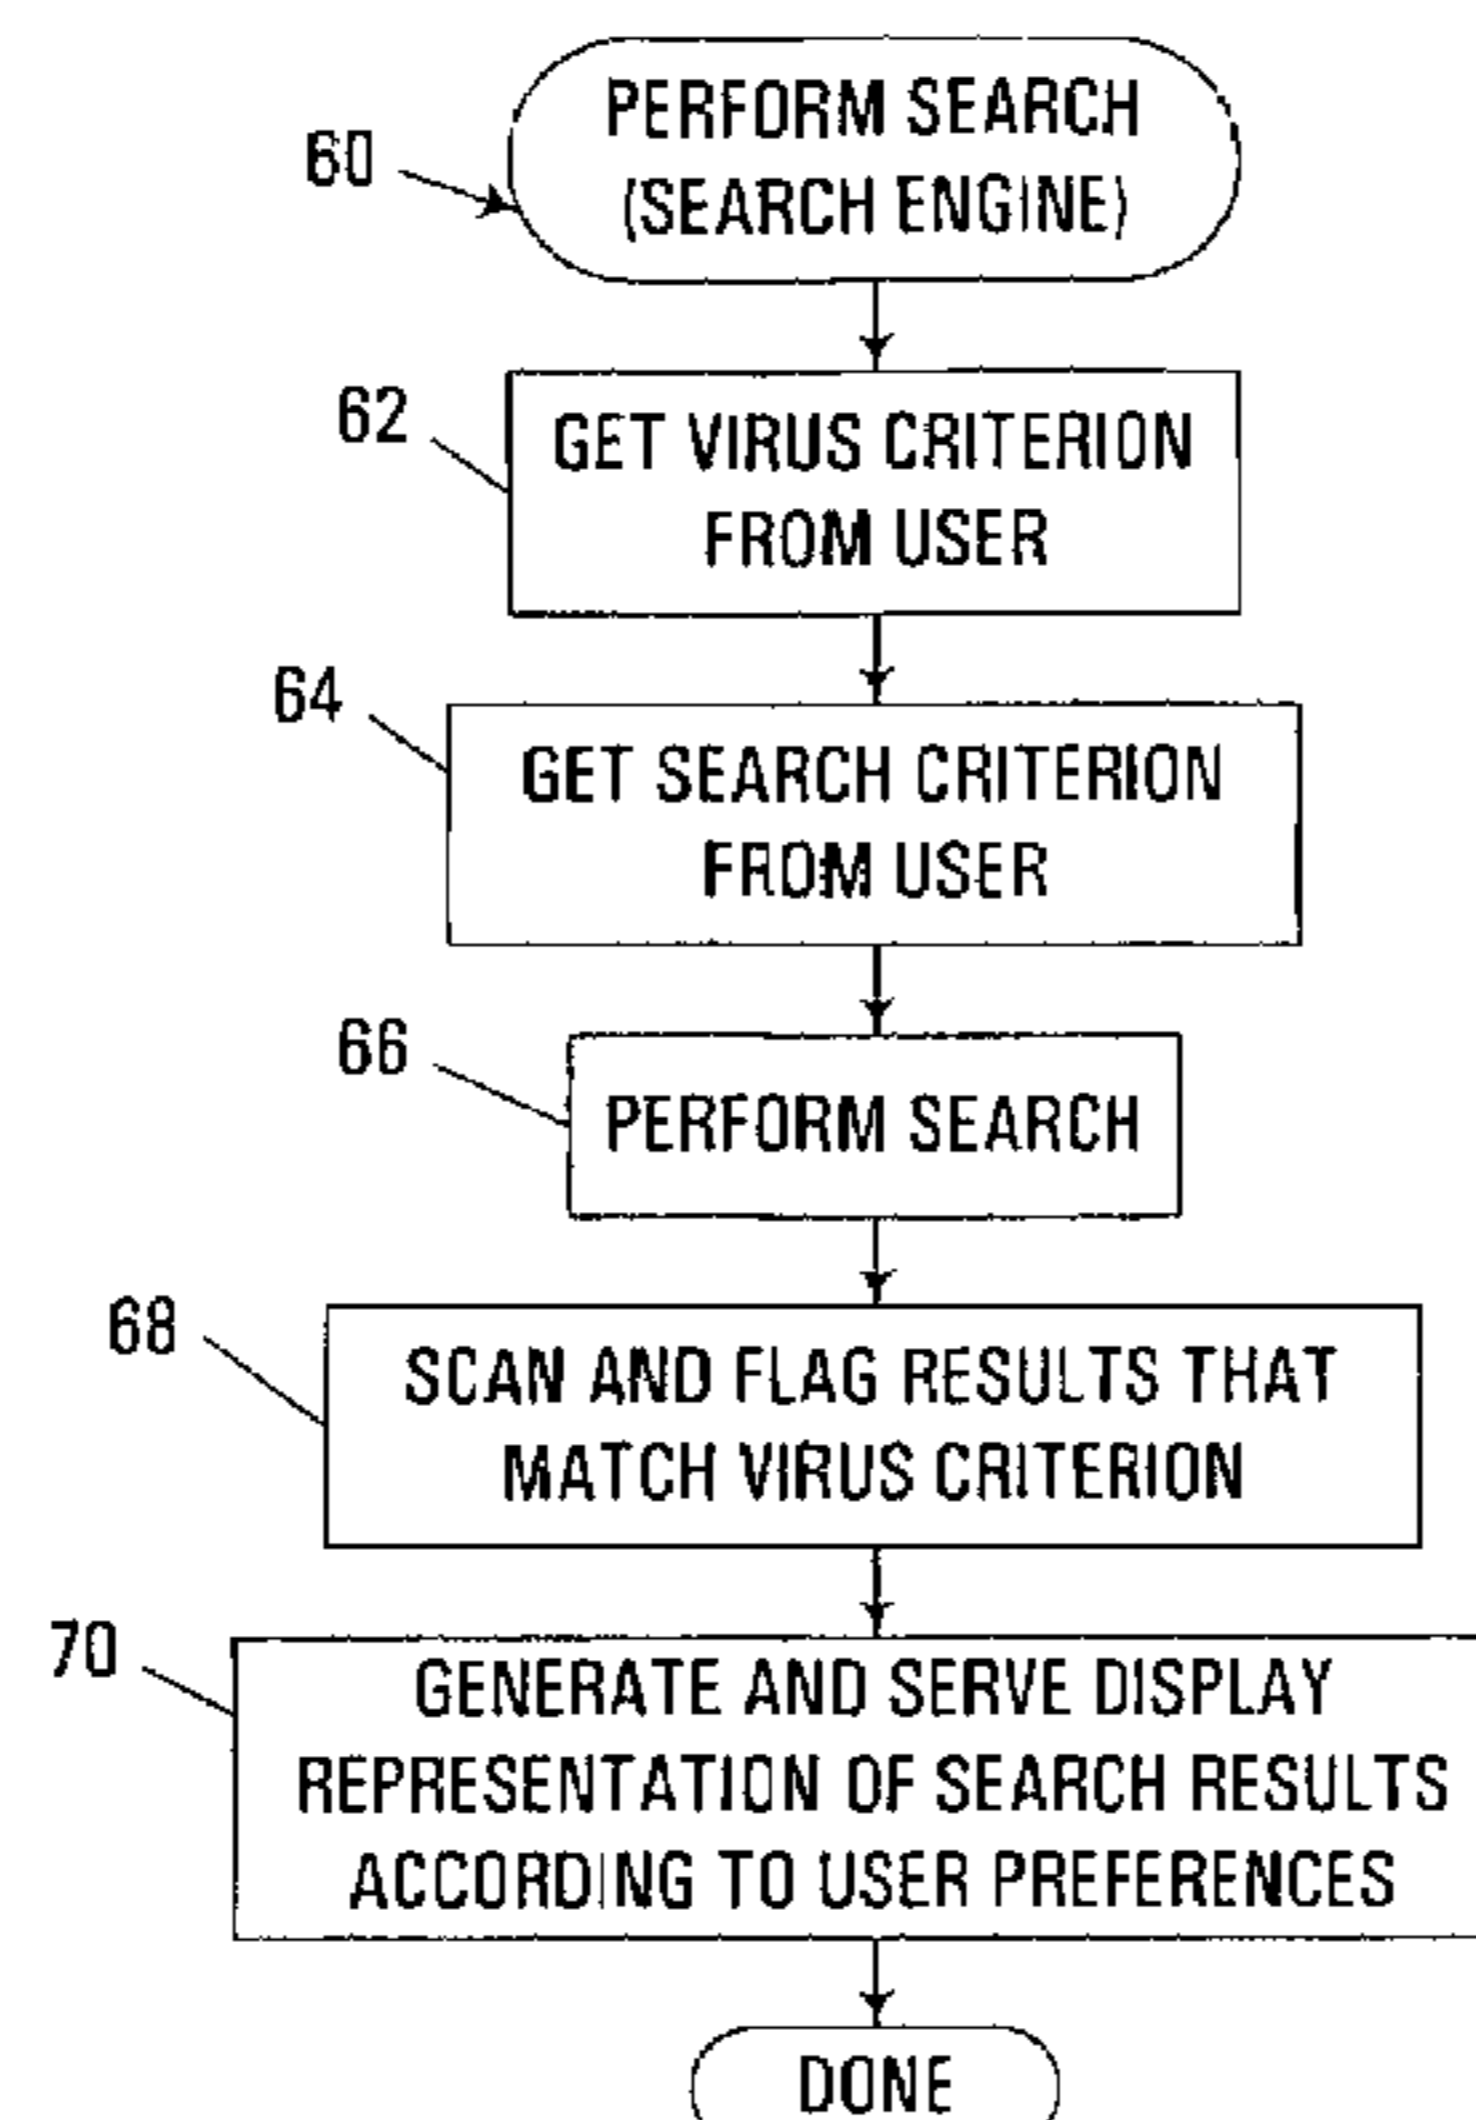 60
PERFORM SEARCH
(SEARCH ENGINE)
62
GET VIRUS CRITERION
FROM USER
64
GET SEARCH CRITERION
FROM USER
66
PERFORM SEARCH
68
SCAN AND FLAG RESULTS THAT
MATCH VIRUS CRITERION
70
GENERATE AND SERVE DISPLAY
REPRESENTATION OF SEARCH RESULTS
ACCORDING TO USER PREFERENCES
DONE